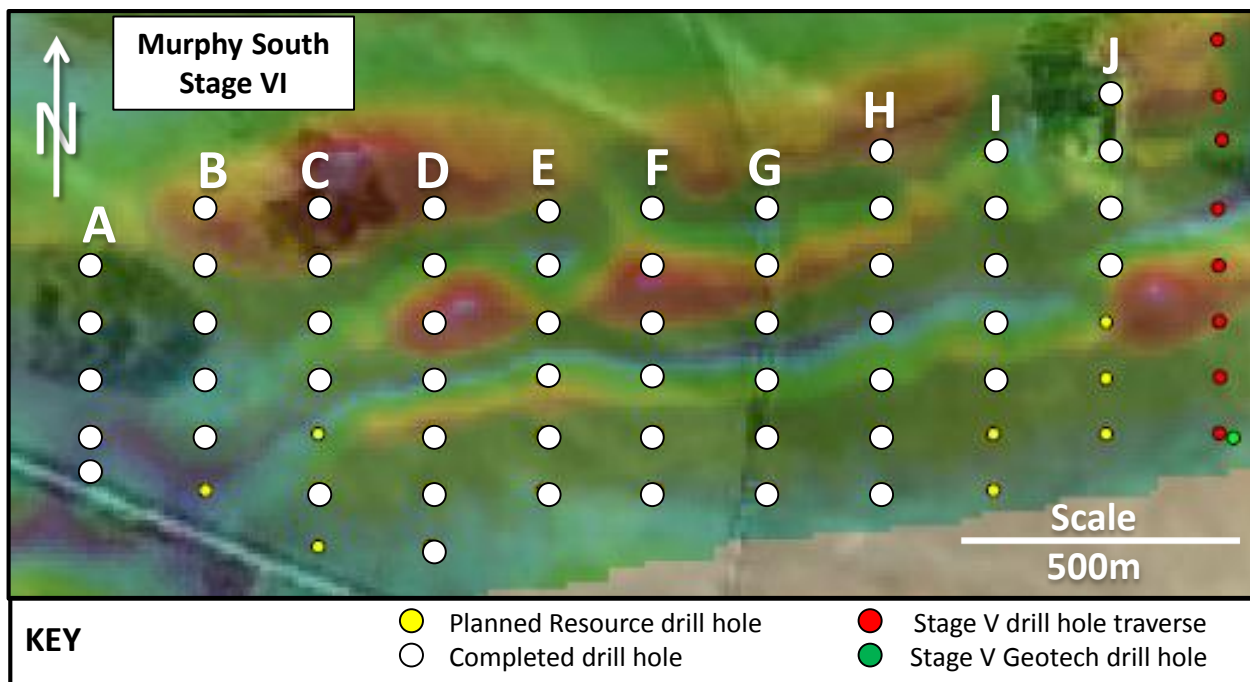 Murphy South
Stage VI
N
A
B
C
D
E
F
G
H
I
J
Scale
500m
KEY
Planned Resource drill hole
Completed drill hole
Stage V drill hole traverse
Stage V Geotech drill hole